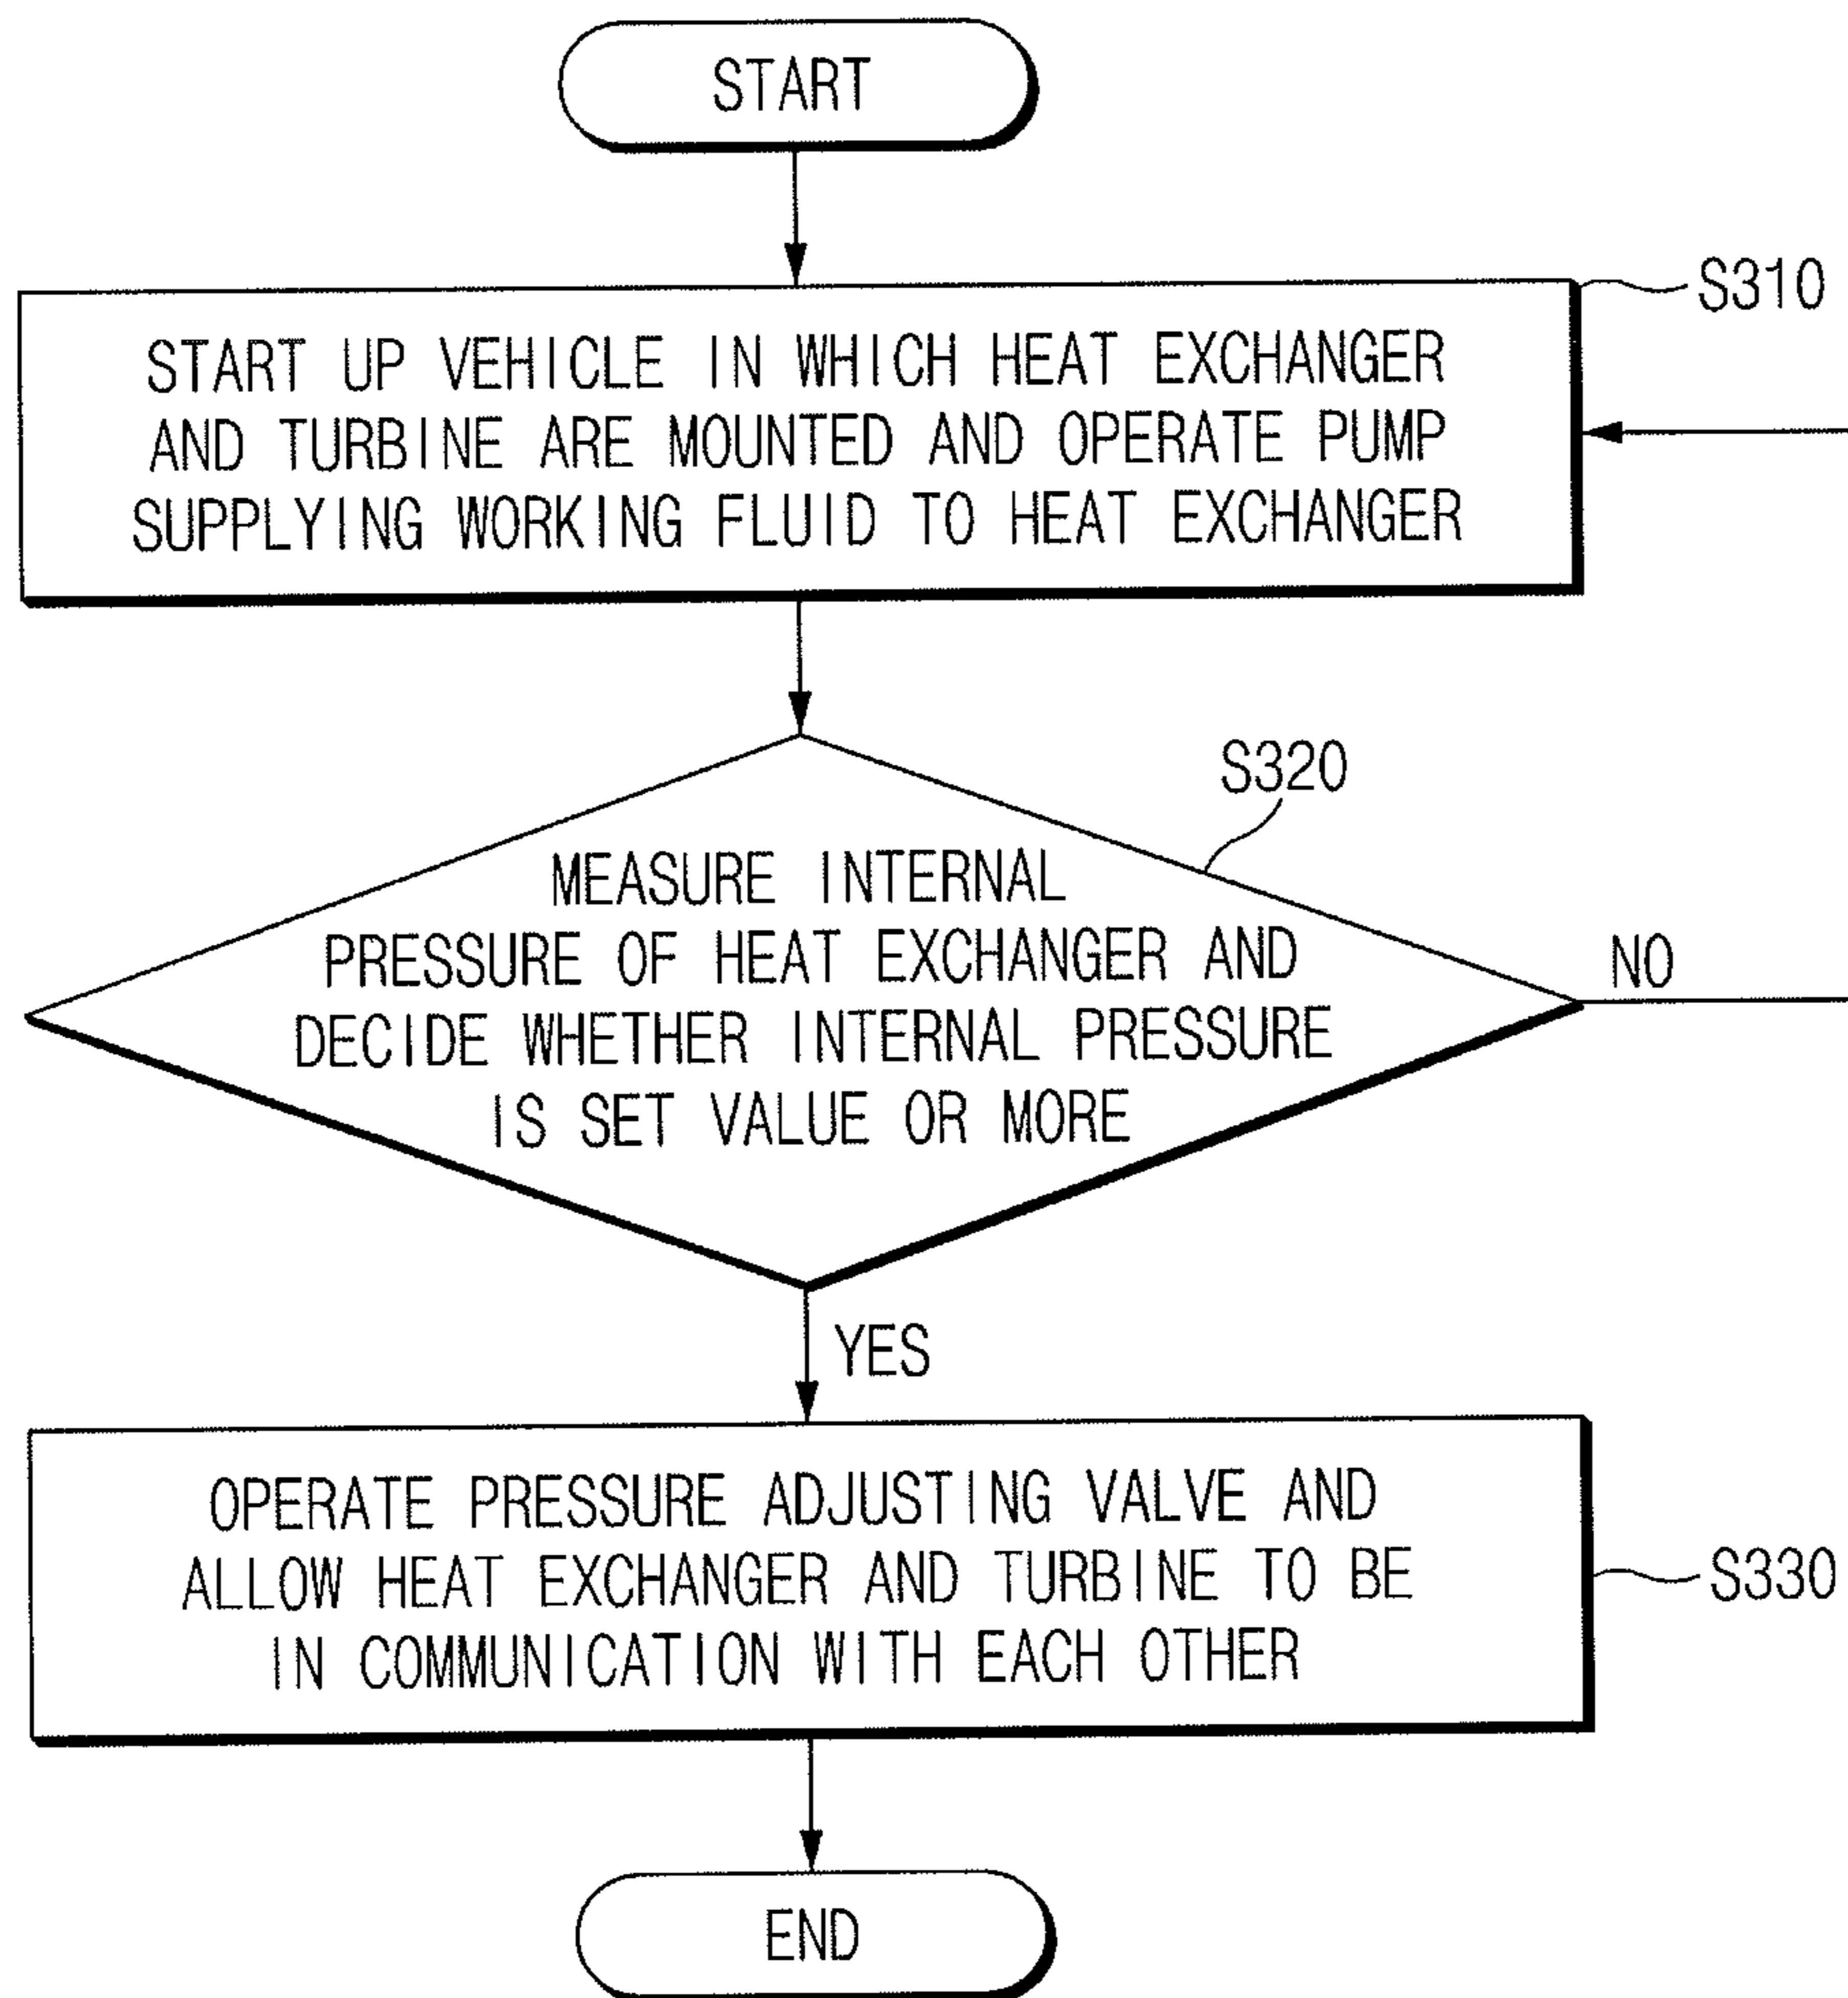 START
S310
START UP VEHICLE IN WHICH HEAT EXCHANGER
AND TURBINE ARE MOUNTED AND OPERATE PUMP
SUPPLYING WORKING FLUID TO HEAT EXCHANGER
S320
MEASURE INTERNAL
PRESSURE OF HEAT EXCHANGER AND
DECIDE WHETHER INTERNAL PRESSURE
IS SET VALUE OR MORE
NO
YES
OPERATE PRESSURE ADJUSTING VALVE AND
ALLOW HEAT EXCHANGER AND TURBINE TO BE
IN COMMUNICATION WITH EACH OTHER
S330
END